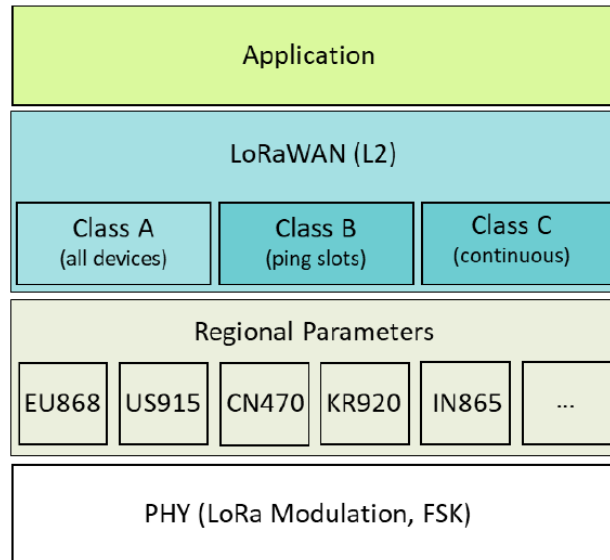 Application
LoRaWAN (L2)
Class A
(all devices)
Class B
(ping slots)
Class C
(continuous)
Regional Parameters
EU868
US915
CN470
KR920
IN865
...
PHY (LoRa Modulation, FSK)